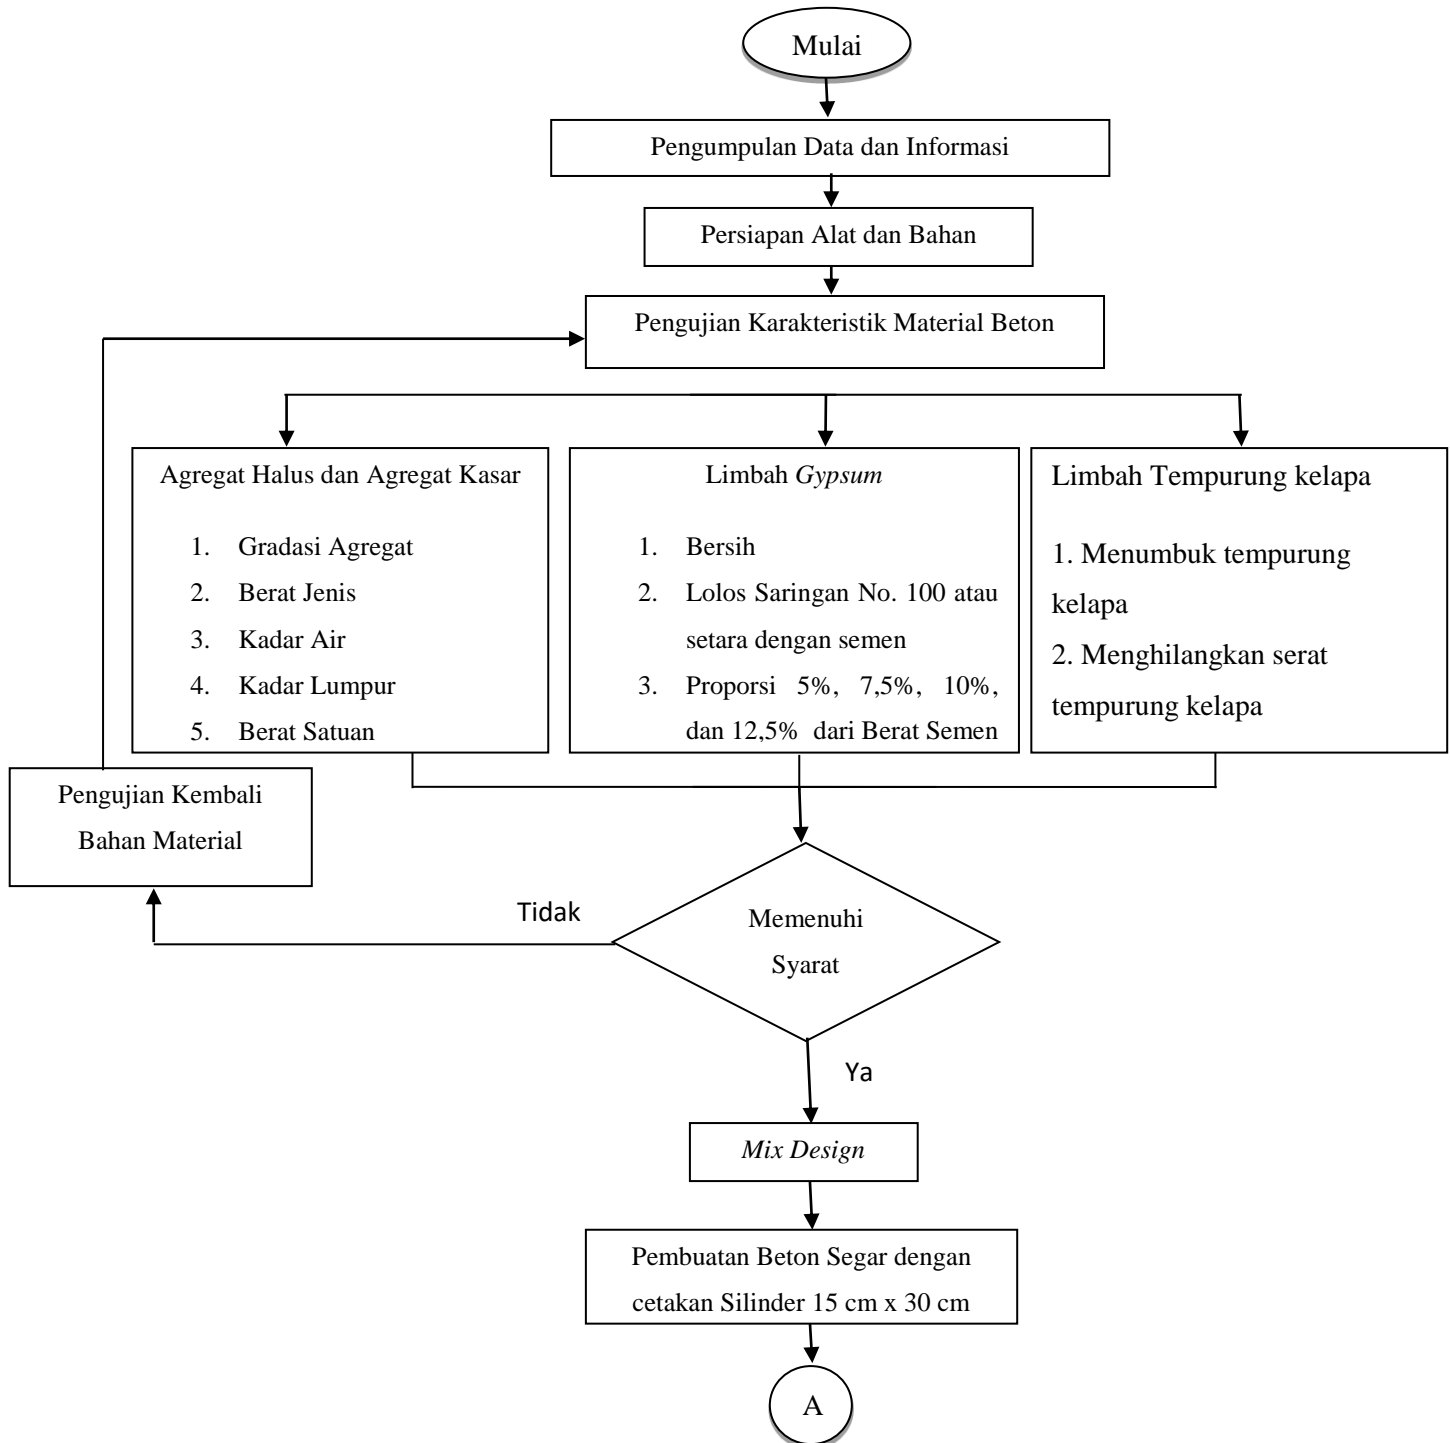 Mulai
Pengumpulan Data dan Informasi
Persiapan Alat dan Bahan
Pengujian Karakteristik Material Beton
Agregat Halus dan Agregat Kasar
1. Gradasi Agregat
2. Berat Jenis
3. Kadar Air
4. Kadar Lumpur
5. Berat Satuan
Limbah Gypsum
1. Bersih
2. Lolos Saringan No. 100 atau
setara dengan semen
3. Proporsi 5%, 7,5%, 10%,
dan 12,5% dari Berat Semen
Limbah Tempurung kelapa
1. Menumbuk tempurung
kelapa
2. Menghilangkan serat
tempurung kelapa
Pengujian Kembali
Bahan Material
Tidak
Memenuhi
Syarat
Ya
Mix Design
Pembuatan Beton Segar dengan
cetakan Silinder 15 cm x 30 cm
A